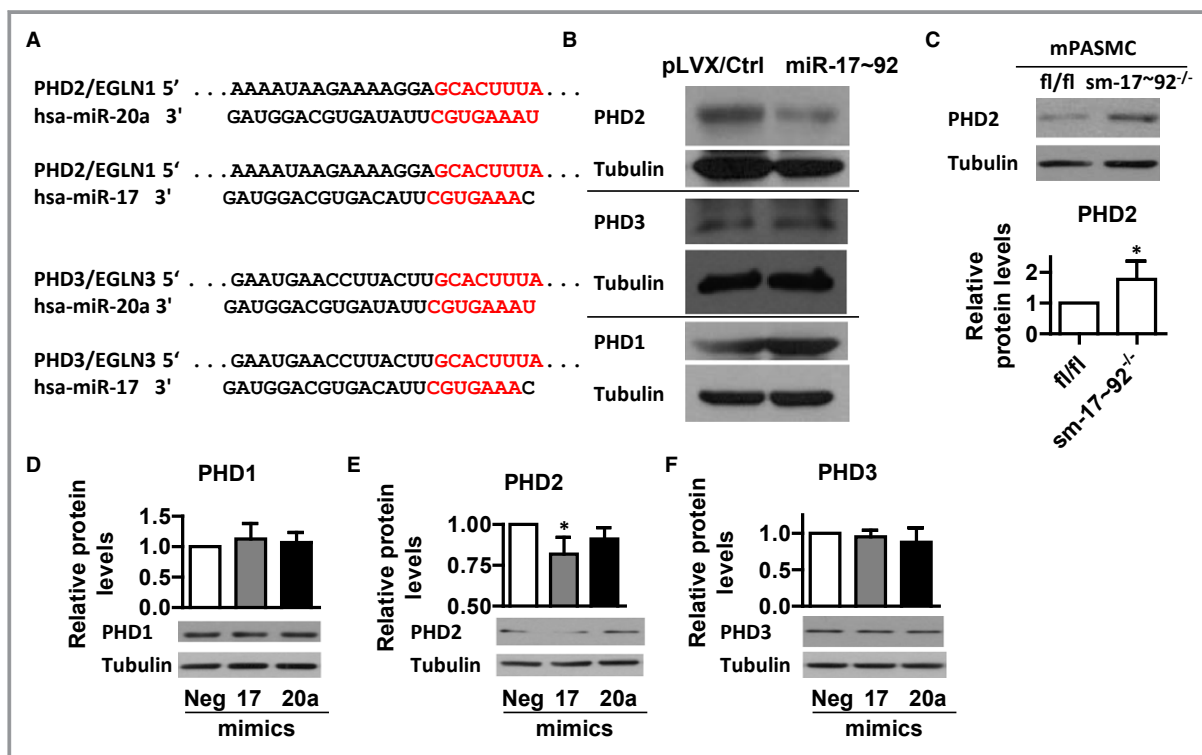 A
PHD2/EGLN1 5' ...AAAAUAAGAAAAGGAGCACUUUA...
hsa-miR-20a 3' GAUGGACGUGAUAUUCGUGAAAU
PHD2/EGLN1 5‘ ...AAAAUAAGAAAAGGAGCACUUUA...
hsa-miR-17 3' GAUGGACGUGACAUUCGUGAAAC
PHD3/EGLN3 5‘ ...GAAUGAACCUUACUUGCACUUUA...
hsa-miR-20a 3' GAUGGACGUGAUAUUCGUGAAAU
PHD3/EGLN3 5‘ ...GAAUGAACCUUACUUGCACUUUA...
hsa-miR-17 3' GAUGGACGUGACAUUCGUGAAAC
B
pLVX/Ctrl miR-17~92
PHD2
Tubulin
PHD3
Tubulin
PHD1
Tubulin
C
mPASMC
fl/fl sm-17~92-/-
PHD2
Tubulin
PHD2
Relative protein levels
2
1
0
*
fl/fl
sm-17~92-/-
D
PHD1
Relative protein levels
1.5
1.0
0.5
0.0
PHD1
Tubulin
Neg 17 20a
mimics
E
PHD2
Relative protein levels
1.00
0.75
0.50
*
PHD2
Tubulin
Neg 17 20a
mimics
F
PHD3
Relative protein levels
1.0
0.5
0.0
PHD3
Tubulin
Neg 17 20a
mimics